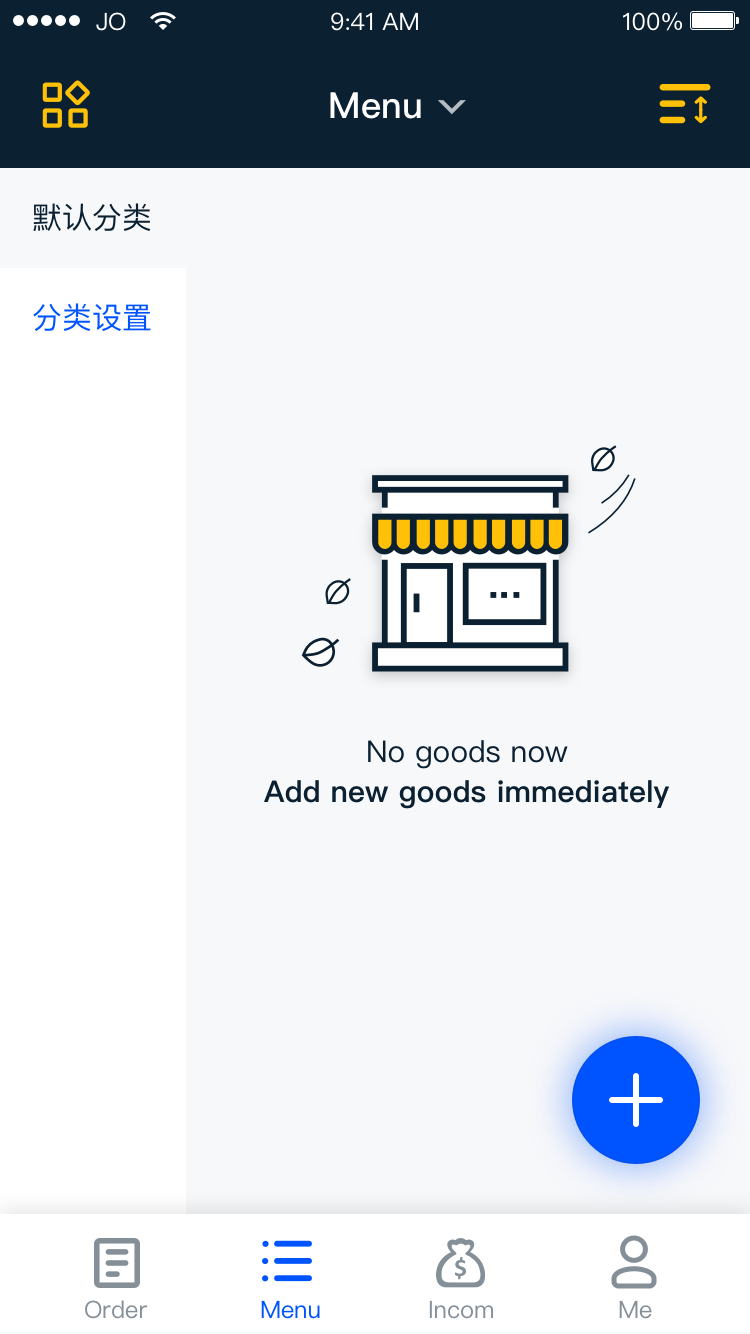 JO 9:41 AM 100%
Menu
默认分类
分类设置
No goods now
Add new goods immediately
Order Menu Incom Me